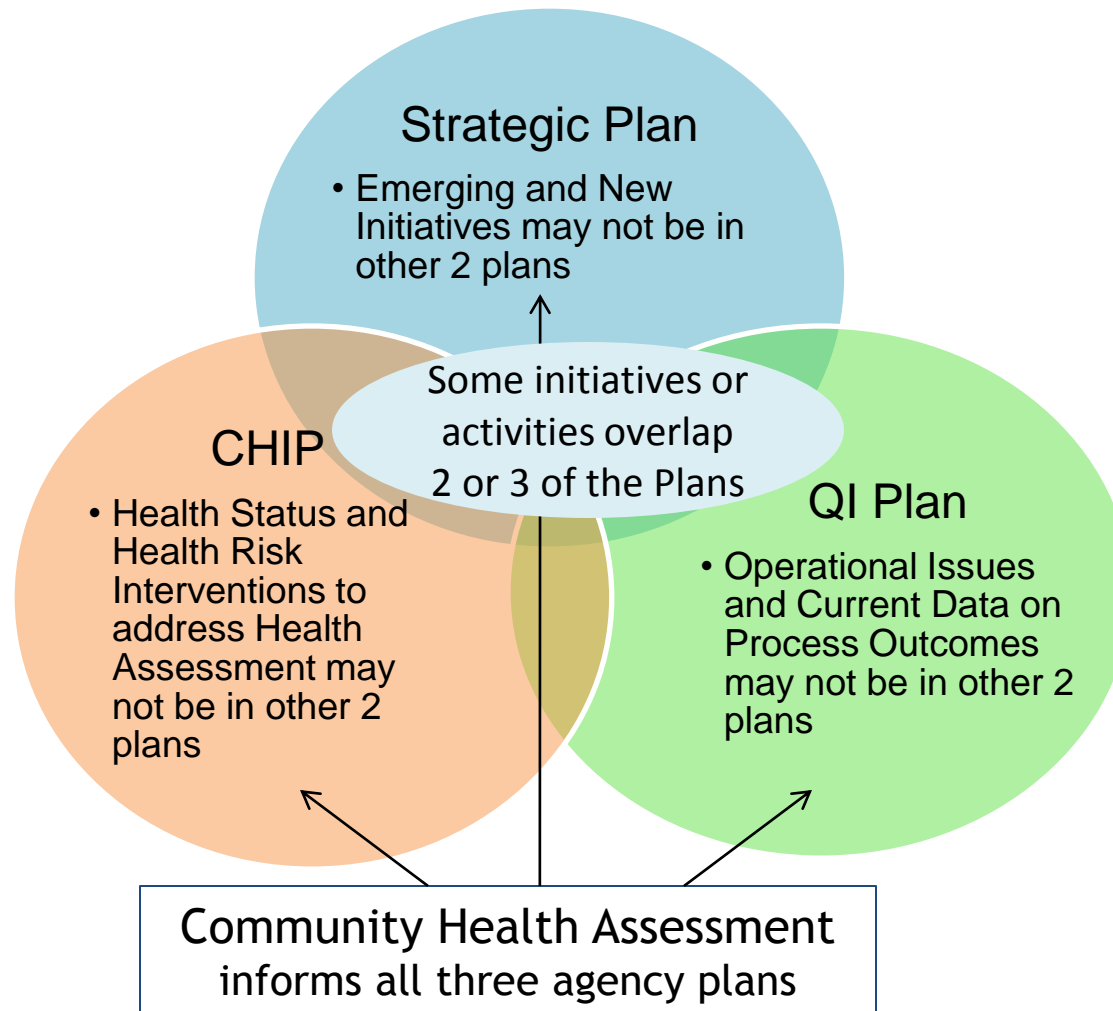 Strategic Plan
• Emerging and New
Initiatives may not be in
other 2 plans
Some initiatives or
activities overlap
2 or 3 of the Plans
CHIP
• Health Status and
Health Risk
Interventions to
address Health
Assessment may
not be in other 2
plans
QI Plan
• Operational Issues
and Current Data on
Process Outcomes
may not be in other 2
plans
Community Health Assessment
informs all three agency plans